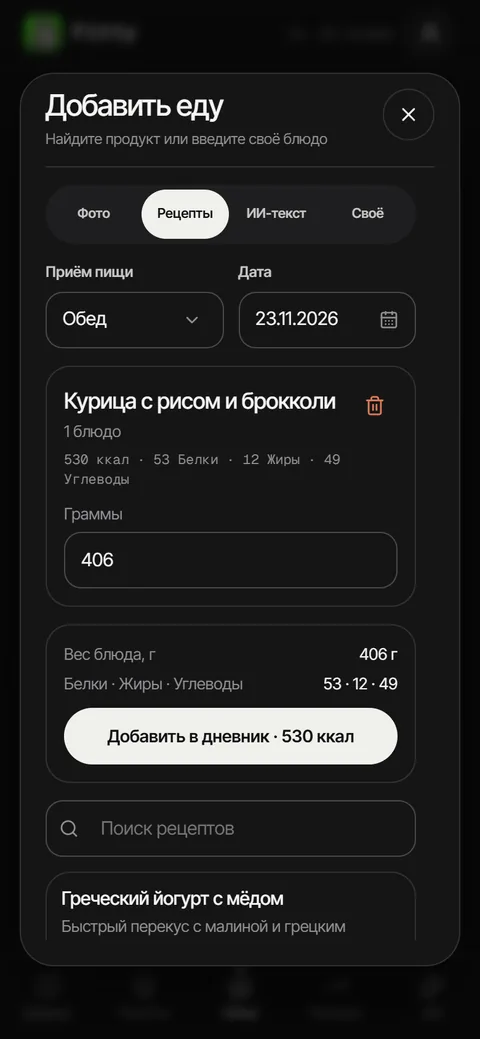 Добавить еду
Найдите продукт или введите своё блюдо
Фото Рецепты ИИ-текст Своё
Приём пищи Дата
Обед 23.11.2026
Курица с рисом и брокколи
1 блюдо
530 ккал · 53 Белки · 12 Жиры · 49
Углеводы
Граммы
406
Вес блюда, г 406 г
Белки · Жиры · Углеводы 53 · 12 · 49
Добавить в дневник · 530 ккал
Поиск рецептов
Греческий йогурт с мёдом
Быстрый перекус с малиной и грецким